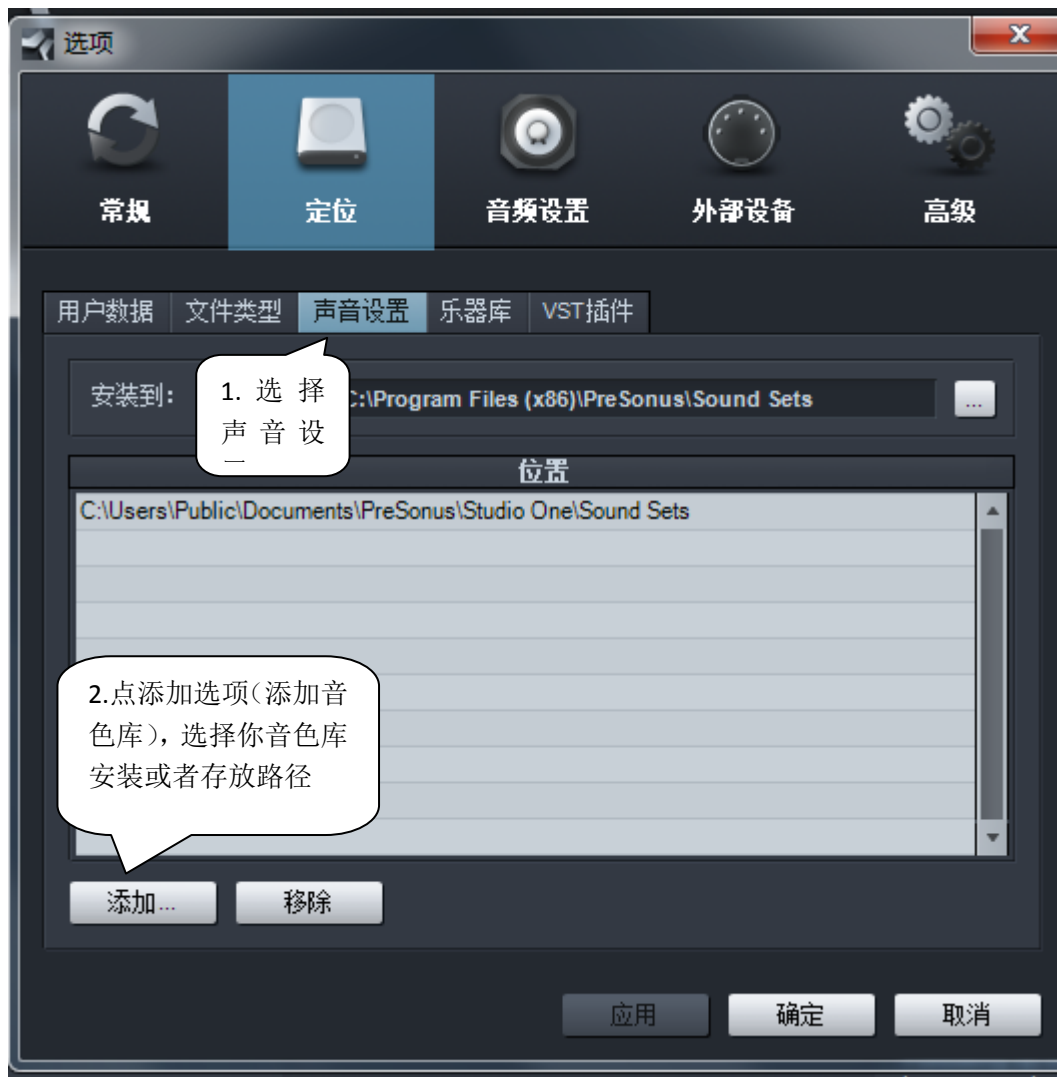 选项
常规 定位 音频设置 外部设备 高级
用户数据 文件类型 声音设置 乐器库 VST插件
安装到: :\Program Files (x86)\PreSonus\Sound Sets ...
1. 选择
声音设
位置
C:\Users\Public\Documents\PreSonus\Studio One\Sound Sets
2.点添加选项(添加音
色库)，选择你音色库
安装或者存放路径
添加... 移除
应用 确定 取消